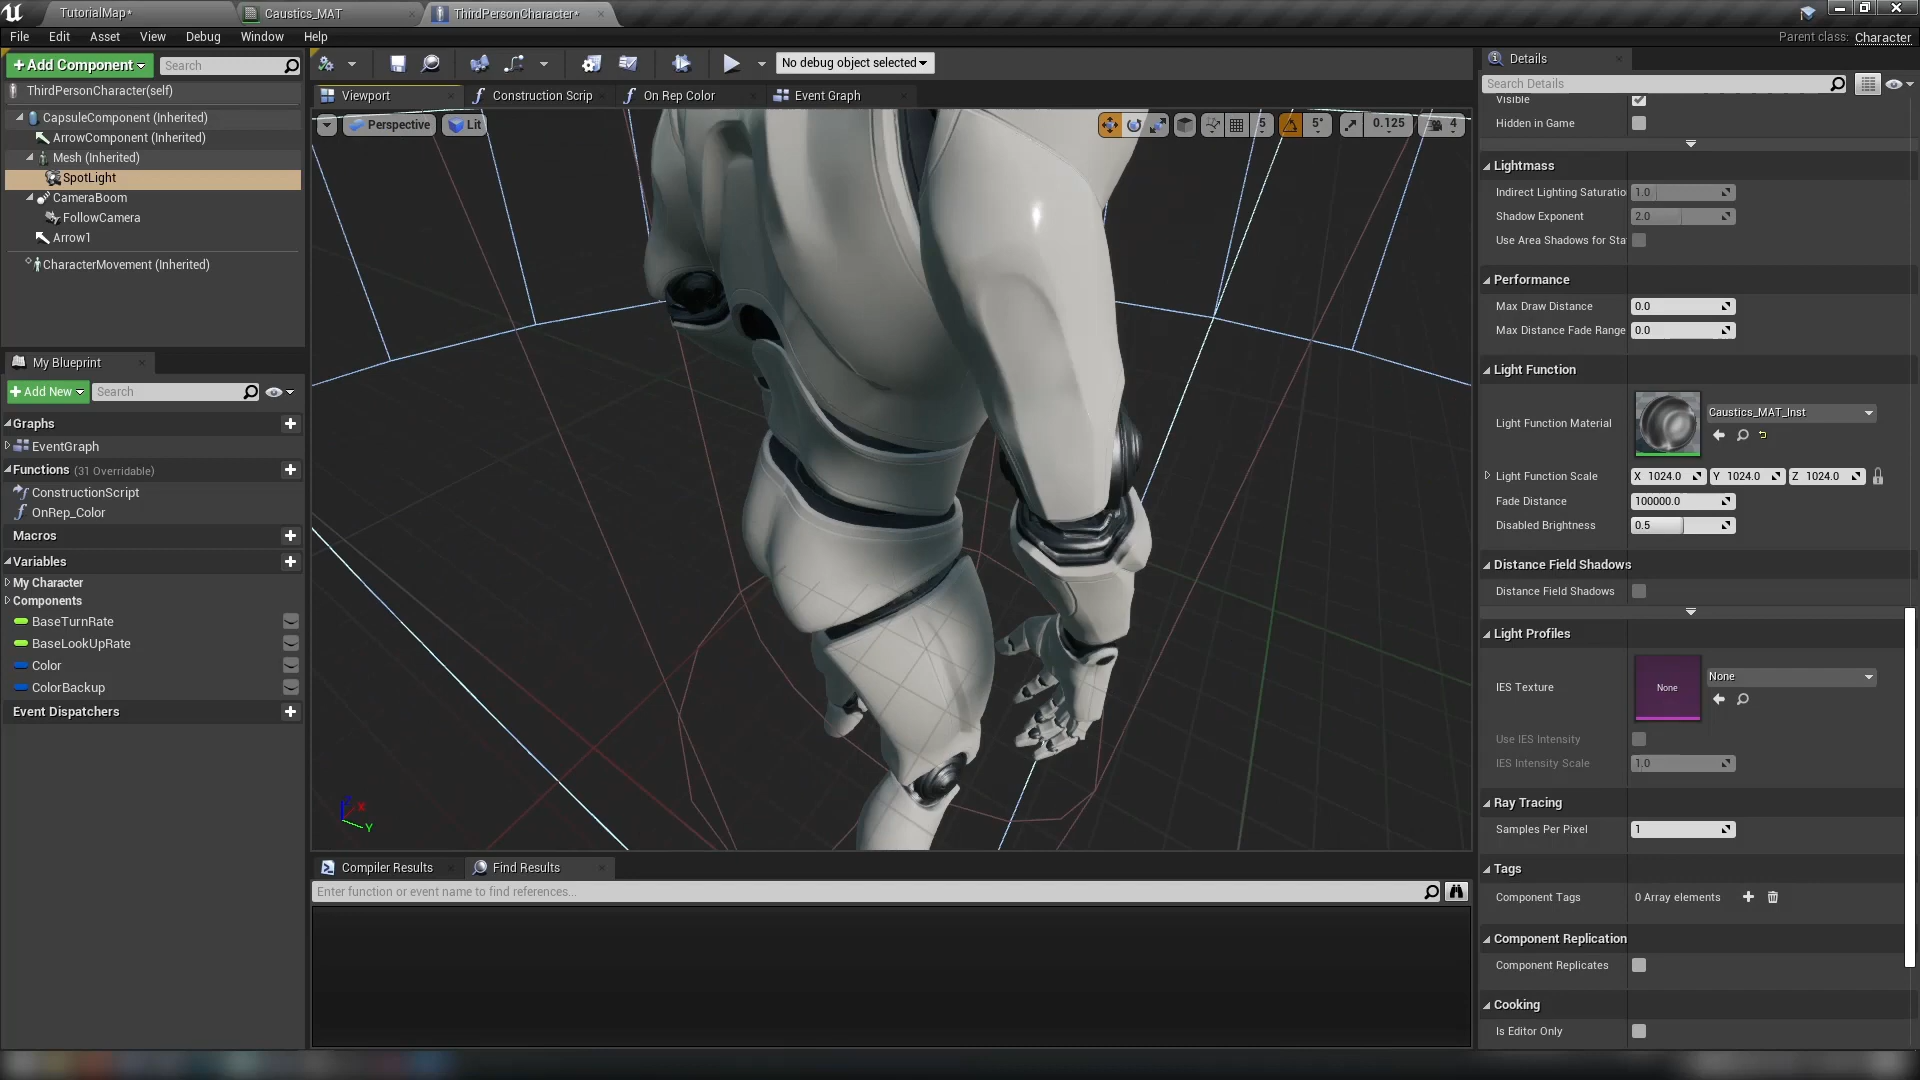 TutorialMap*
Caustics_MAT
ThirdPersonCharacter*
File Edit Asset View Debug Window Help
Parent class: Character
Add Component
Search
ThirdPersonCharacter(self)
CapsuleComponent (Inherited)
ArrowComponent (Inherited)
Mesh (Inherited)
SpotLight
CameraBoom
FollowCamera
Arrow1
CharacterMovement (Inherited)
My Blueprint
Add New
Search
Graphs
EventGraph
Functions (31 Overridable)
ConstructionScript
OnRep_Color
Macros
Variables
My Character
Components
BaseTurnRate
BaseLookUpRate
Color
ColorBackup
Event Dispatchers
No debug object selected
Viewport
Construction Scrip
On Rep Color
Event Graph
Perspective
Lit
5
5°
0.125
4
X
Y
Compiler Results
Find Results
Enter function or event name to find references...
Details
Search Details
Visible
Hidden in Game
Lightmass
Indirect Lighting Saturatio 1.0
Shadow Exponent 2.0
Use Area Shadows for Sta
Performance
Max Draw Distance 0.0
Max Distance Fade Range 0.0
Light Function
Light Function Material Caustics_MAT_Inst
Light Function Scale X 1024.0 Y 1024.0 Z 1024.0
Fade Distance 100000.0
Disabled Brightness 0.5
Distance Field Shadows
Distance Field Shadows
Light Profiles
IES Texture None None
Use IES Intensity
IES Intensity Scale 1.0
Ray Tracing
Samples Per Pixel 1
Tags
Component Tags 0 Array elements
Component Replication
Component Replicates
Cooking
Is Editor Only